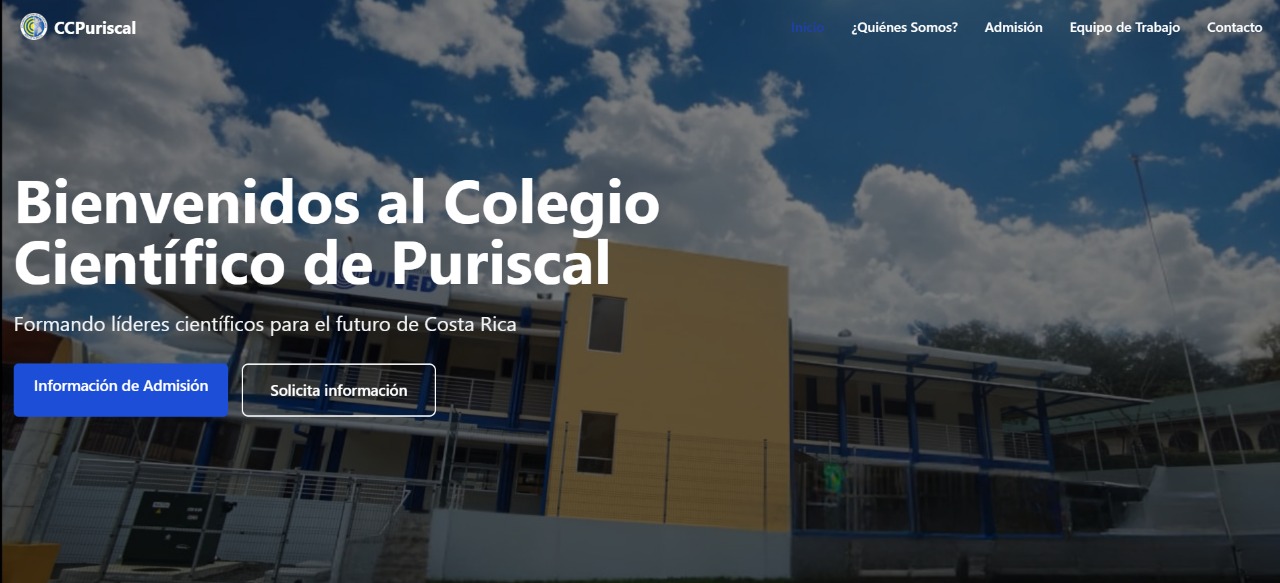 CCPuriscal
Inicio
¿Quiénes Somos?
Admisión
Equipo de Trabajo
Contacto
Bienvenidos al Colegio
Científico de Puriscal
UNED
Formando líderes científicos para el futuro de Costa Rica
Información de Admisión
Solicita información